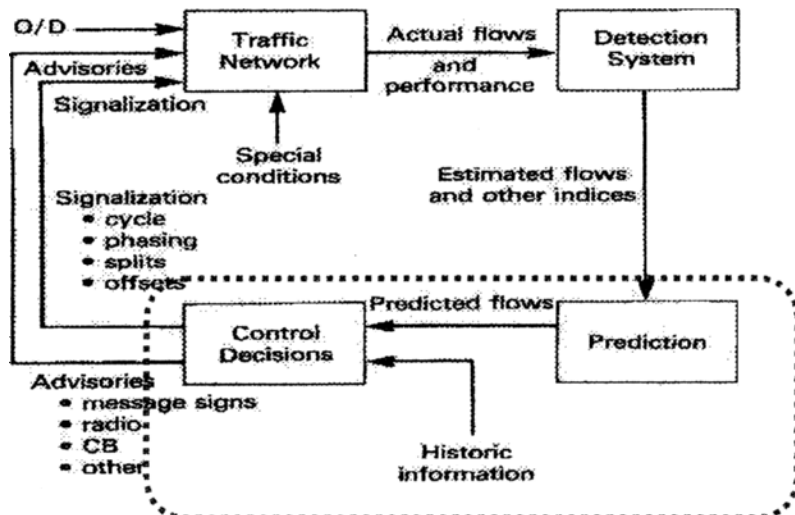 O/D
Advisories
Signalization
Traffic
Network
Actual flows
and
performance
Detection
System
Special
conditions
Estimated flows
and other indices
Signalization
• cycle
• phasing
• splits
• offsets
Predicted flows
Control
Decisions
Prediction
Advisories
• message signs
• radio
• CB
• other
Historic
information